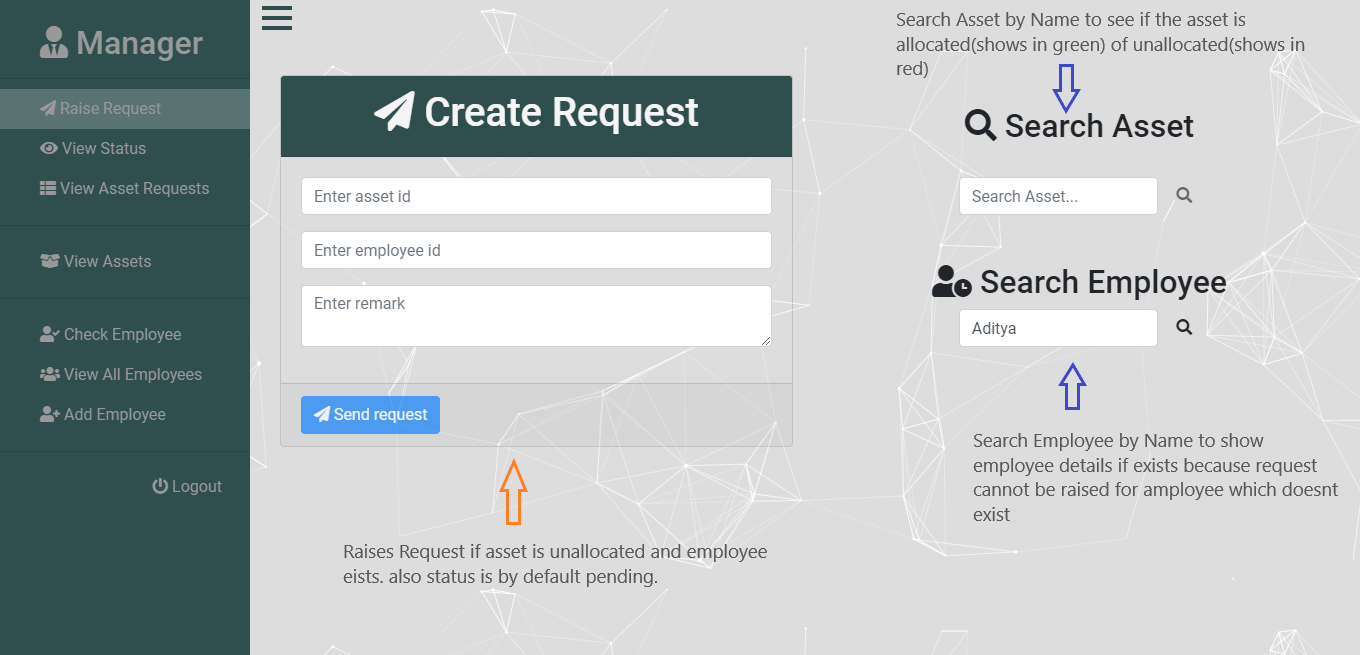 Manager
Raise Request
View Status
View Asset Requests
View Assets
Check Employee
View All Employees
Add Employee
Logout
Create Request
Enter asset id
Enter employee id
Enter remark
Send request
Raises Request if asset is unallocated and employee
eists. also status is by default pending.
Search Asset by Name to see if the asset is
allocated(shows in green) of unallocated(shows in
red)
Search Asset
Search Asset...
Search Employee
Aditya
Search Employee by Name to show
employee details if exists because request
cannot be raised for ampoyee which doesnt
exist